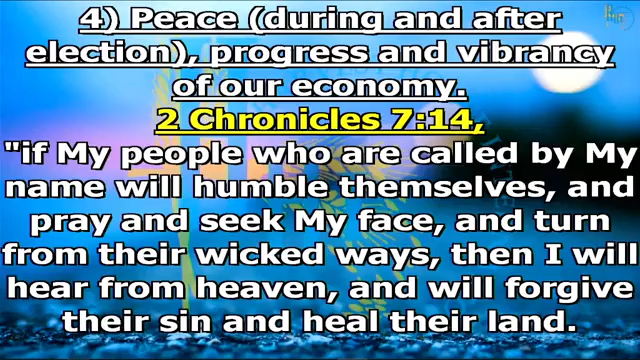 4) Peace (during and after
election), progress and vibrancy
of our economy.
2 Chronicles 7:14,
"if My people who are called by My
name will humble themselves, and
pray and seek My face, and turn
from their wicked ways, then I will
hear from heaven, and will forgive
their sin and heal their land.